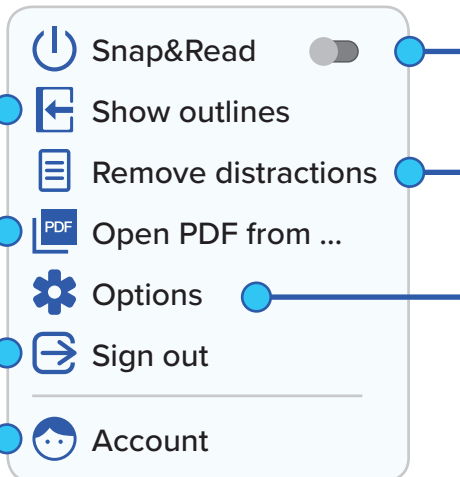 Snap&Read
Show outlines
Remove distractions
PDF Open PDF from ...
Options
Sign out
Account